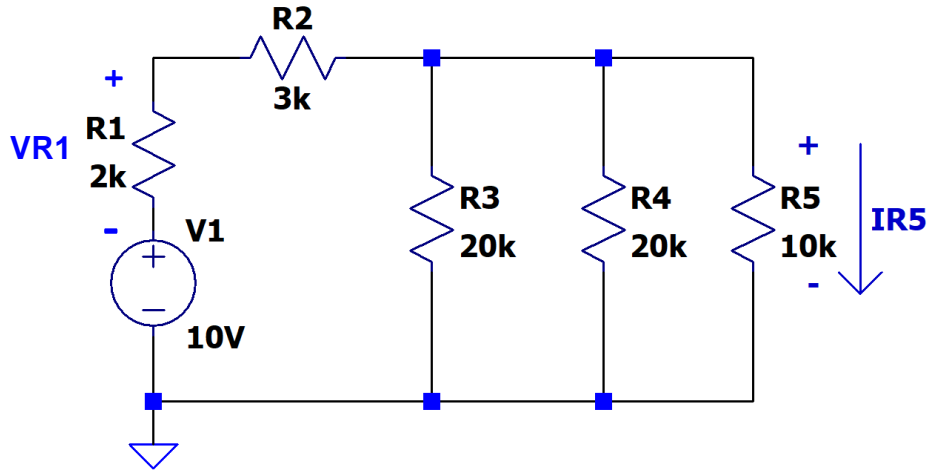 R2
3k
+
R1
VR1
2k
-
V1
+
-
10V
R3
20k
R4
20k
+
R5
10k
-
IR5